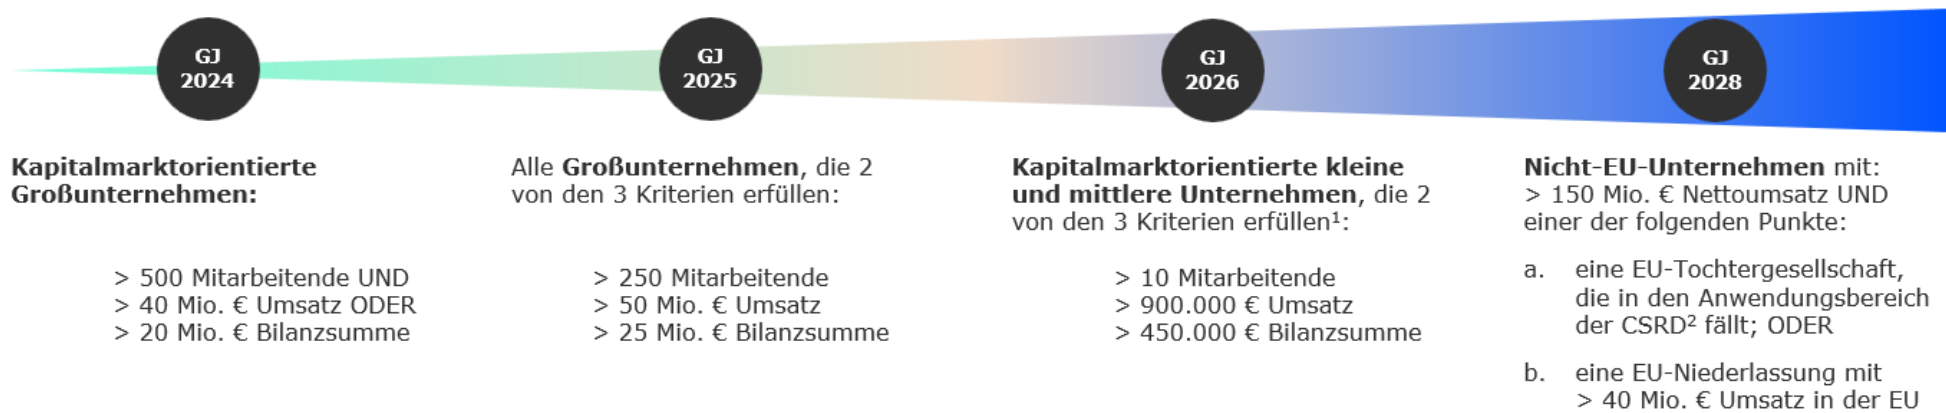 GJ
2024
GJ
2025
GJ
2026
GJ
2028
Kapitalmarktorientierte
Großunternehmen:
> 500 Mitarbeitende UND
> 40 Mio. € Umsatz ODER
> 20 Mio. € Bilanzsumme
Alle Großunternehmen, die 2
von den 3 Kriterien erfüllen:
> 250 Mitarbeitende
> 50 Mio. € Umsatz
> 25 Mio. € Bilanzsumme
Kapitalmarktorientierte kleine
und mittlere Unternehmen, die 2
von den 3 Kriterien erfüllen¹:
> 10 Mitarbeitende
> 900.000 € Umsatz
> 450.000 € Bilanzsumme
Nicht-EU-Unternehmen mit:
> 150 Mio. € Nettoumsatz UND
einer der folgenden Punkte:
a. eine EU-Tochtergesellschaft,
die in den Anwendungsbereich
der CSRD² fällt; ODER
b. eine EU-Niederlassung mit
> 40 Mio. € Umsatz in der EU